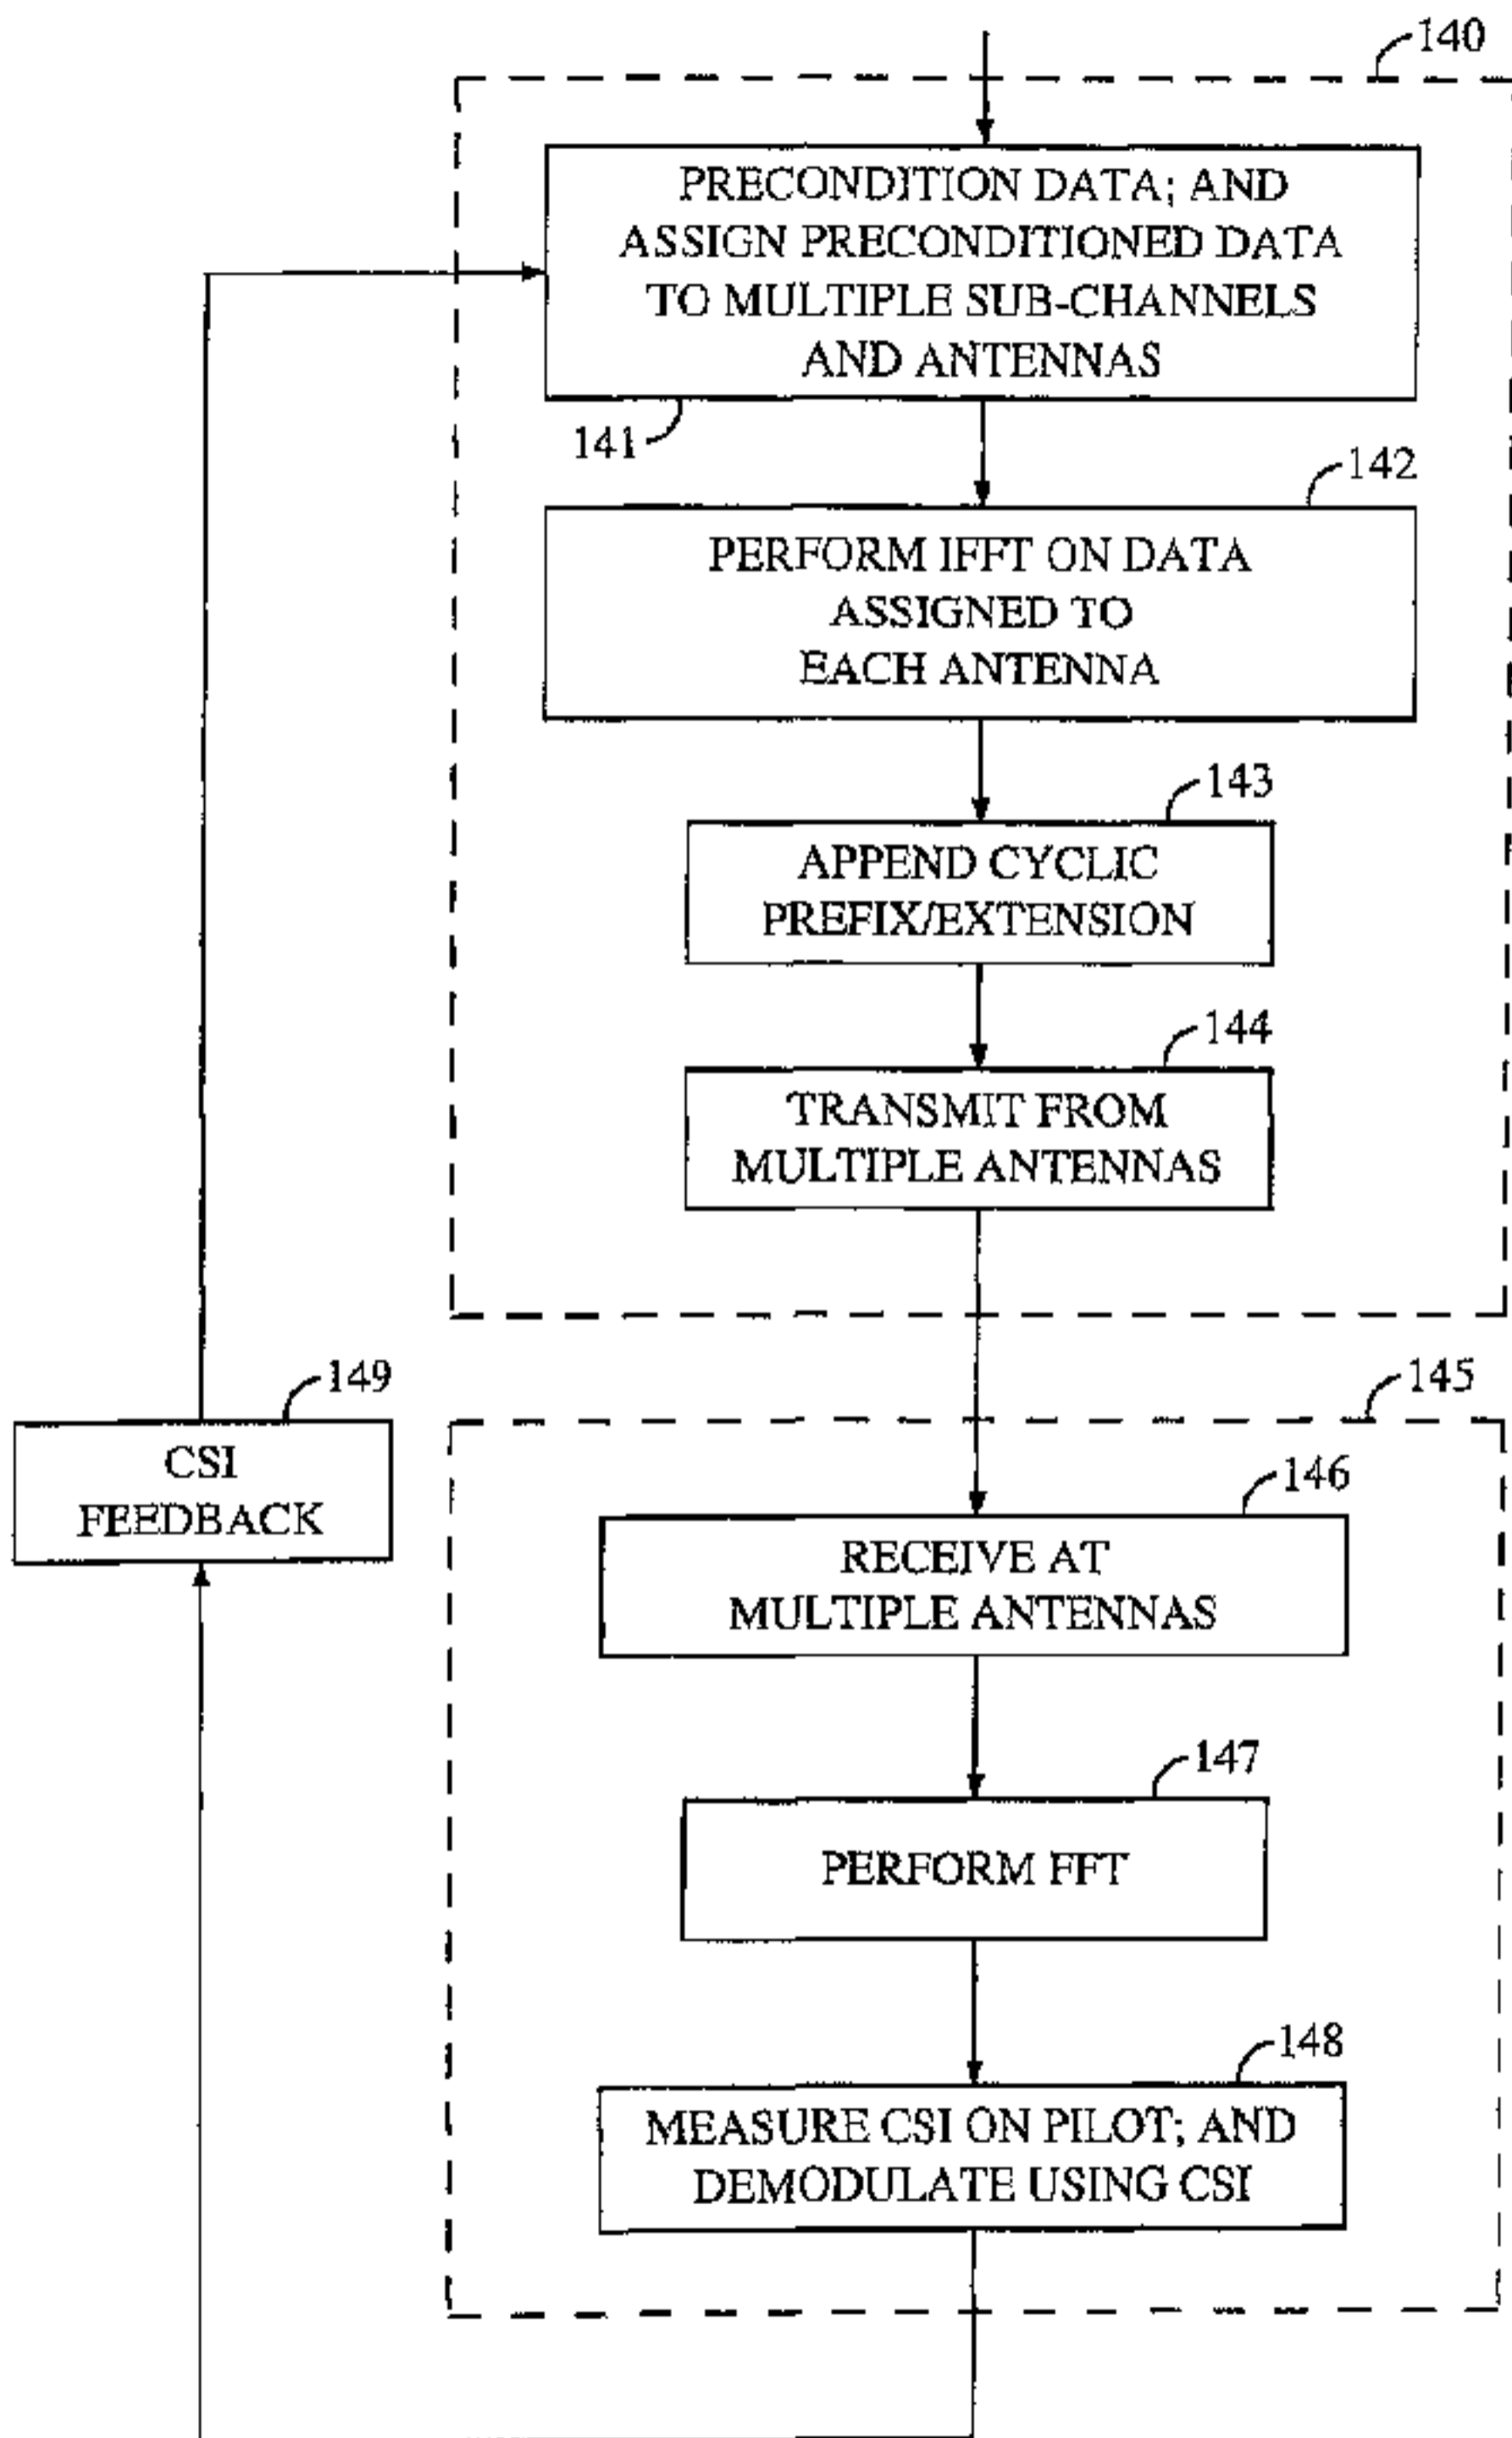 140
PRECONDITION DATA; AND
ASSIGN PRECONDITIONED DATA
TO MULTIPLE SUB-CHANNELS
AND ANTENNAS
141
142
PERFORM IFFT ON DATA
ASSIGNED TO
EACH ANTENNA
143
APPEND CYCLIC
PREFIX/EXTENSION
144
TRANSMIT FROM
MULTIPLE ANTENNAS
149
CSI
FEEDBACK
145
146
RECEIVE AT
MULTIPLE ANTENNAS
147
PERFORM FFT
148
MEASURE CSI ON PILOT; AND
DEMODULATE USING CSI